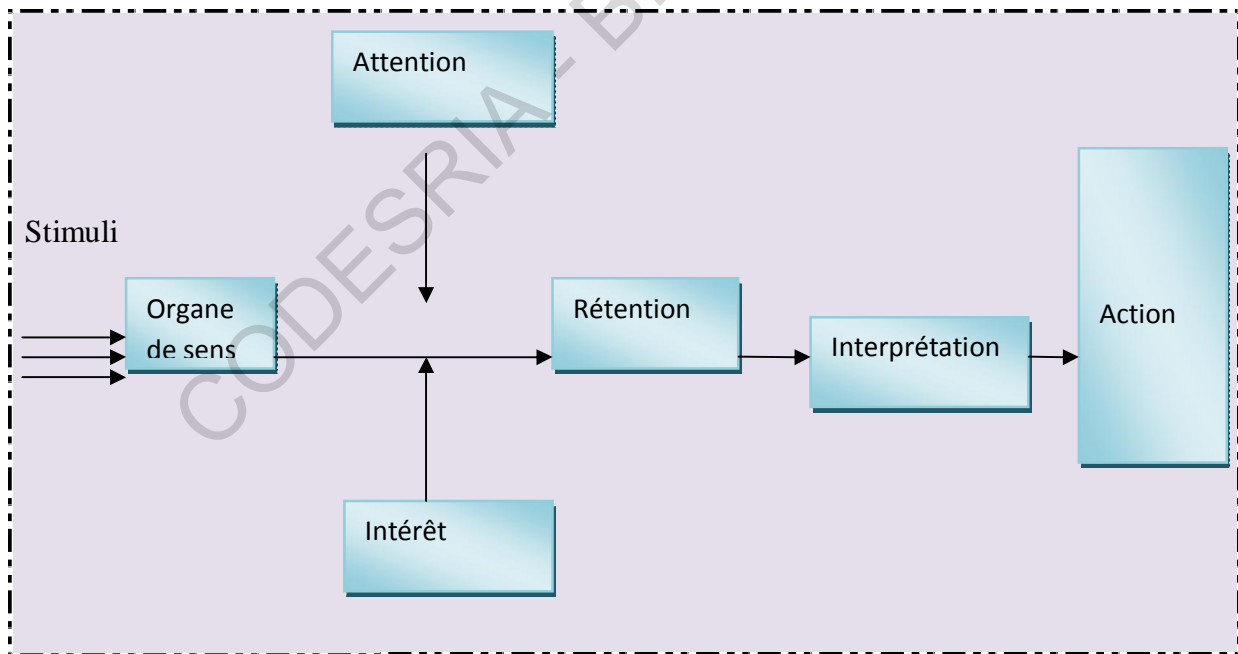 Attention
Stimuli
Organe
de sens
Rétention
Interprétation
Action
Intérêt
CODESRIA - B